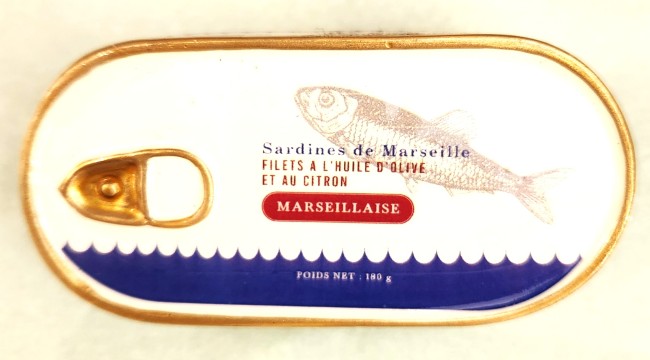 Sardines de Marseille
FILETS A L'HUILE D'OLIVE
ET AU CITRON
MARSEILLAISE
POIDS NET : 180 g